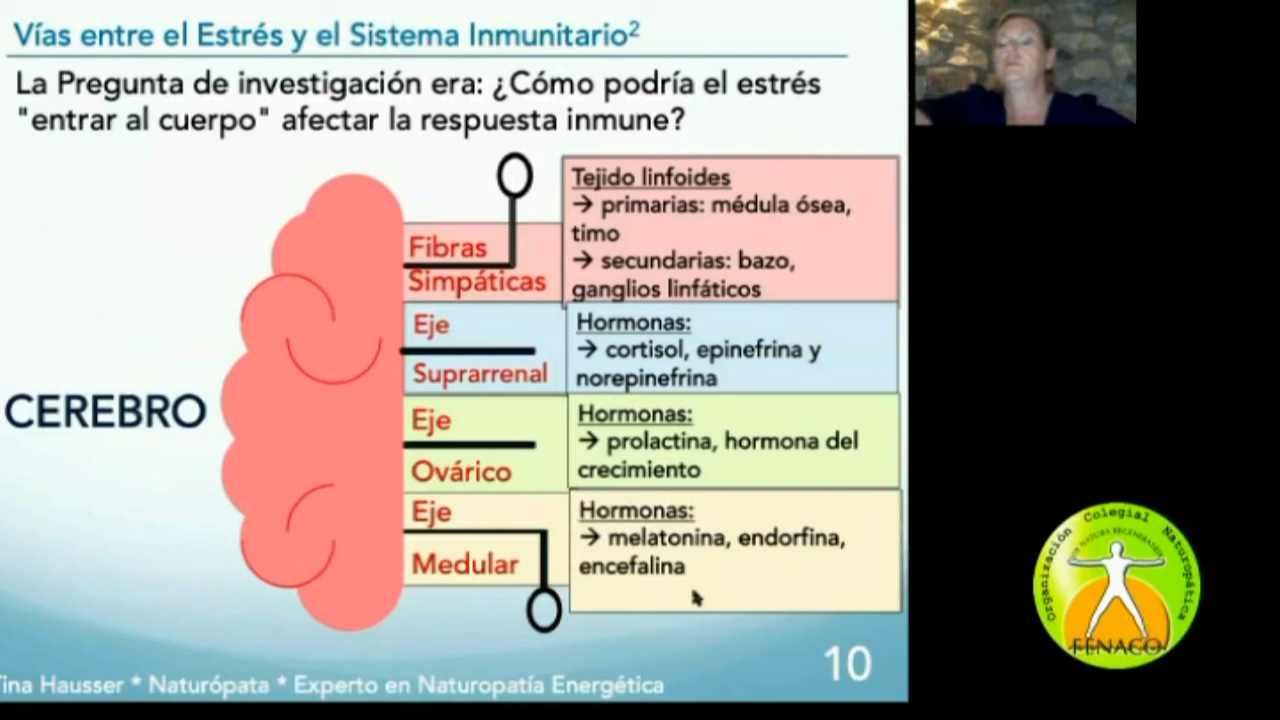 Vías entre el Estrés y el Sistema Inmunitario²
La Pregunta de investigación era: ¿Cómo podría el estrés
"entrar al cuerpo" afectar la respuesta inmune?
CEREBRO
Fibras
Simpáticas
Tejido linfoides
→ primarias: médula ósea,
timo
→ secundarias: bazo,
ganglios linfáticos
Eje
Suprarrenal
Hormonas:
→ cortisol, epinefrina y
norepinefrina
Eje
Ovárico
Hormonas:
→ prolactina, hormona del
crecimiento
Eje
Medular
Hormonas:
→ melatonina, endorfina,
encefalina
10
Tina Hausser * Naturópata * Experto en Naturopatía Energética
Organización Colegial Naturopática
FENACO